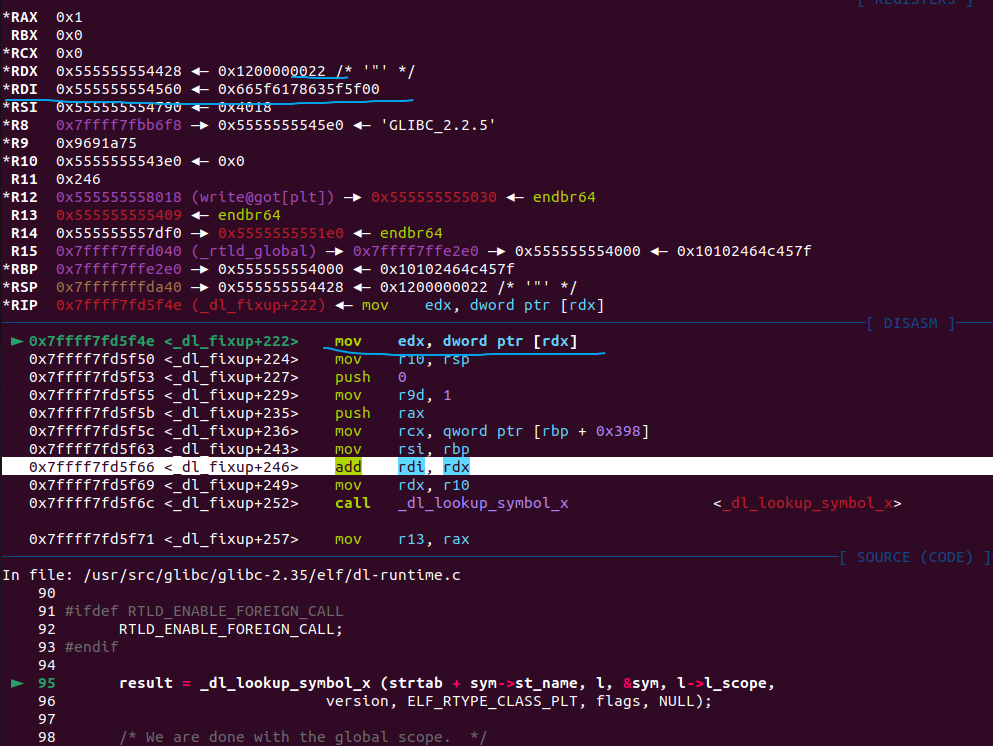 [ REGISTERS ]
*RAX  0x1
 RBX  0x0
*RCX  0x0
*RDX  0x555555554428 ◂— 0x1200000022 /* '"' */
*RDI  0x555555554560 ◂— 0x665f6178635f5f00
*RSI  0x555555554790 ◂— 0x4018
*R8   0x7ffff7fbb6f8 —▸ 0x5555555545e0 ◂— 'GLIBC_2.2.5'
*R9   0x9691a75
*R10  0x5555555543e0 ◂— 0x0
 R11  0x246
*R12  0x555555558018 (write@got[plt]) —▸ 0x555555555030 ◂— endbr64
 R13  0x555555555409 ◂— endbr64
 R14  0x555555557df0 —▸ 0x5555555551e0 ◂— endbr64
 R15  0x7ffff7ffd040 (_rtld_global) —▸ 0x7ffff7ffe2e0 —▸ 0x555555554000 ◂— 0x10102464c457f
*RBP  0x7ffff7ffe2e0 —▸ 0x555555554000 ◂— 0x10102464c457f
*RSP  0x7fffffffda40 —▸ 0x555555554428 ◂— 0x1200000022 /* '"' */
*RIP  0x7ffff7fd5f4e (_dl_fixup+222) ◂— mov    edx, dword ptr [rdx]
[ DISASM ]
► 0x7ffff7fd5f4e <_dl_fixup+222>    mov    edx, dword ptr [rdx]
0x7ffff7fd5f50 <_dl_fixup+224>    mov    r10, rsp
0x7ffff7fd5f53 <_dl_fixup+227>    push   0
0x7ffff7fd5f55 <_dl_fixup+229>    mov    r9d, 1
0x7ffff7fd5f5b <_dl_fixup+235>    push   rax
0x7ffff7fd5f5c <_dl_fixup+236>    mov    rcx, qword ptr [rbp + 0x398]
0x7ffff7fd5f63 <_dl_fixup+243>    mov    rsi, rbp
0x7ffff7fd5f66 <_dl_fixup+246>    add    rdi, rdx
0x7ffff7fd5f69 <_dl_fixup+249>    mov    rdx, r10
0x7ffff7fd5f6c <_dl_fixup+252>    call   _dl_lookup_symbol_x                <_dl_lookup_symbol_x>
0x7ffff7fd5f71 <_dl_fixup+257>    mov    r13, rax
[ SOURCE (CODE) ]
In file: /usr/src/glibc/glibc-2.35/elf/dl-runtime.c
90
91 #ifdef RTLD_ENABLE_FOREIGN_CALL
92       RTLD_ENABLE_FOREIGN_CALL;
93 #endif
94
► 95       result = _dl_lookup_symbol_x (strtab + sym->st_name, l, &sym, l->l_scope,
96                                     version, ELF_RTYPE_CLASS_PLT, flags, NULL);
97
98       /* We are done with the global scope.  */